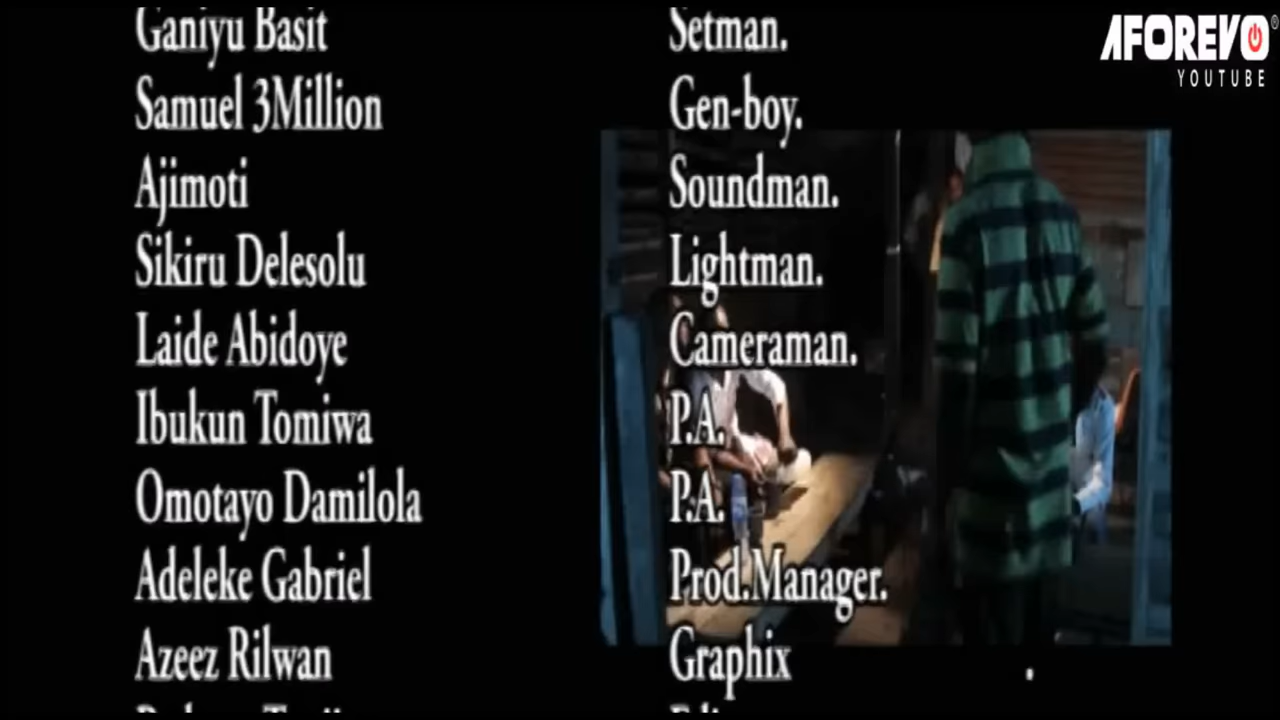 AFOREVO
YOUTUBE
Ganiyu Basit Setman.
Samuel 3Million Gen-boy.
Ajimoti Soundman.
Sikiru Delesolu Lightman.
Laide Abidoye Cameraman.
Ibukun Tomiwa P.A.
Omotayo Damilola P.A.
Adeleke Gabriel Prod.Manager.
Azeez Rilwan Graphix .